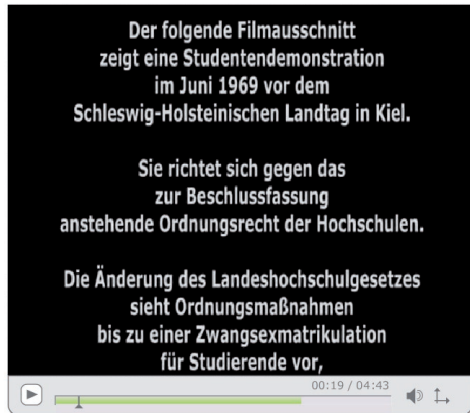 Der folgende Filmausschnitt
zeigt eine Studentendemonstration
im Juni 1969 vor dem
Schleswig-Holsteinischen Landtag in Kiel.
Sie richtet sich gegen das
zur Beschlussfassung
anstehende Ordnungsrecht der Hochschulen.
Die Änderung des Landeshochschulgesetzes
sieht Ordnungsmaßnahmen
bis zu einer Zwangsexmatrikulation
für Studierende vor,
00:19 / 04:43